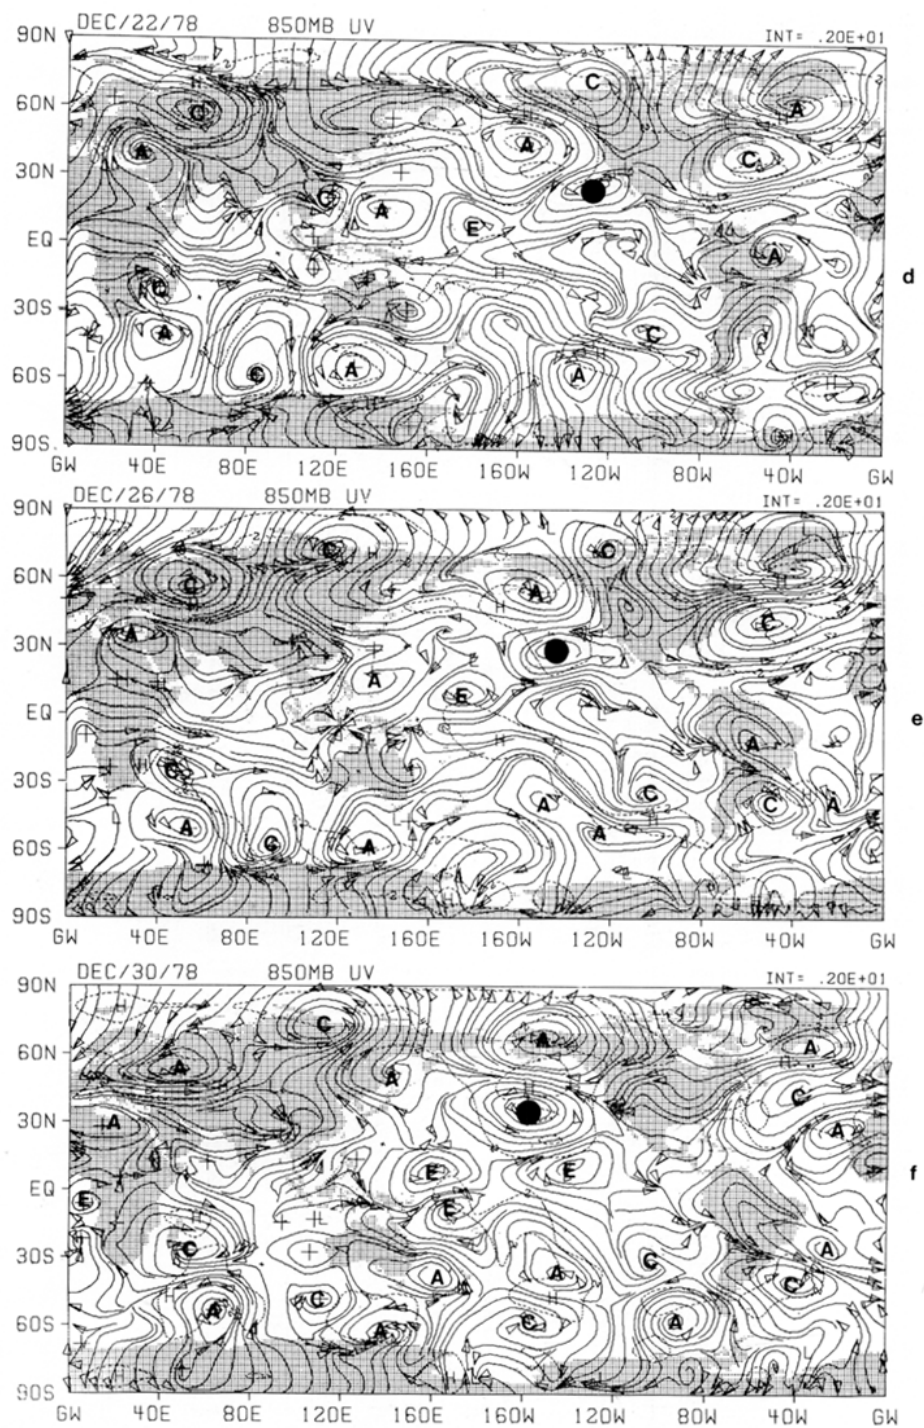 DEC/22/78 850MB UV INT= .20E+01
90N
60N
C
C
A
A
A
C
30N
C
A
E
EQ
A
H
d
C
30S
A
C
C
A
A
60S
H
90S.
GW 40E 80E 120E 160E 160W 120W 80W 40W GW
DEC/26/78 850MB UV INT= .20E+01
90N
C
C
60N
C
A
H
C
30N
A
A
E
EQ
e
A
H
C
30S
C
A
C
A
A
A
C
A
60S
90S
GW 40E 80E 120E 160E 160W 120W 80W 40W GW
DEC/30/78 850MB UV INT= .20E+01
90N
C
A
A
60N
A
A
C
30N
A
A
E
A
f
EQ
E
E
C
C
A
30S
A
A
C
A
C
A
C
A
60S
90S
GW 40E 80E 120E 160E 160W 120W 80W 40W GW